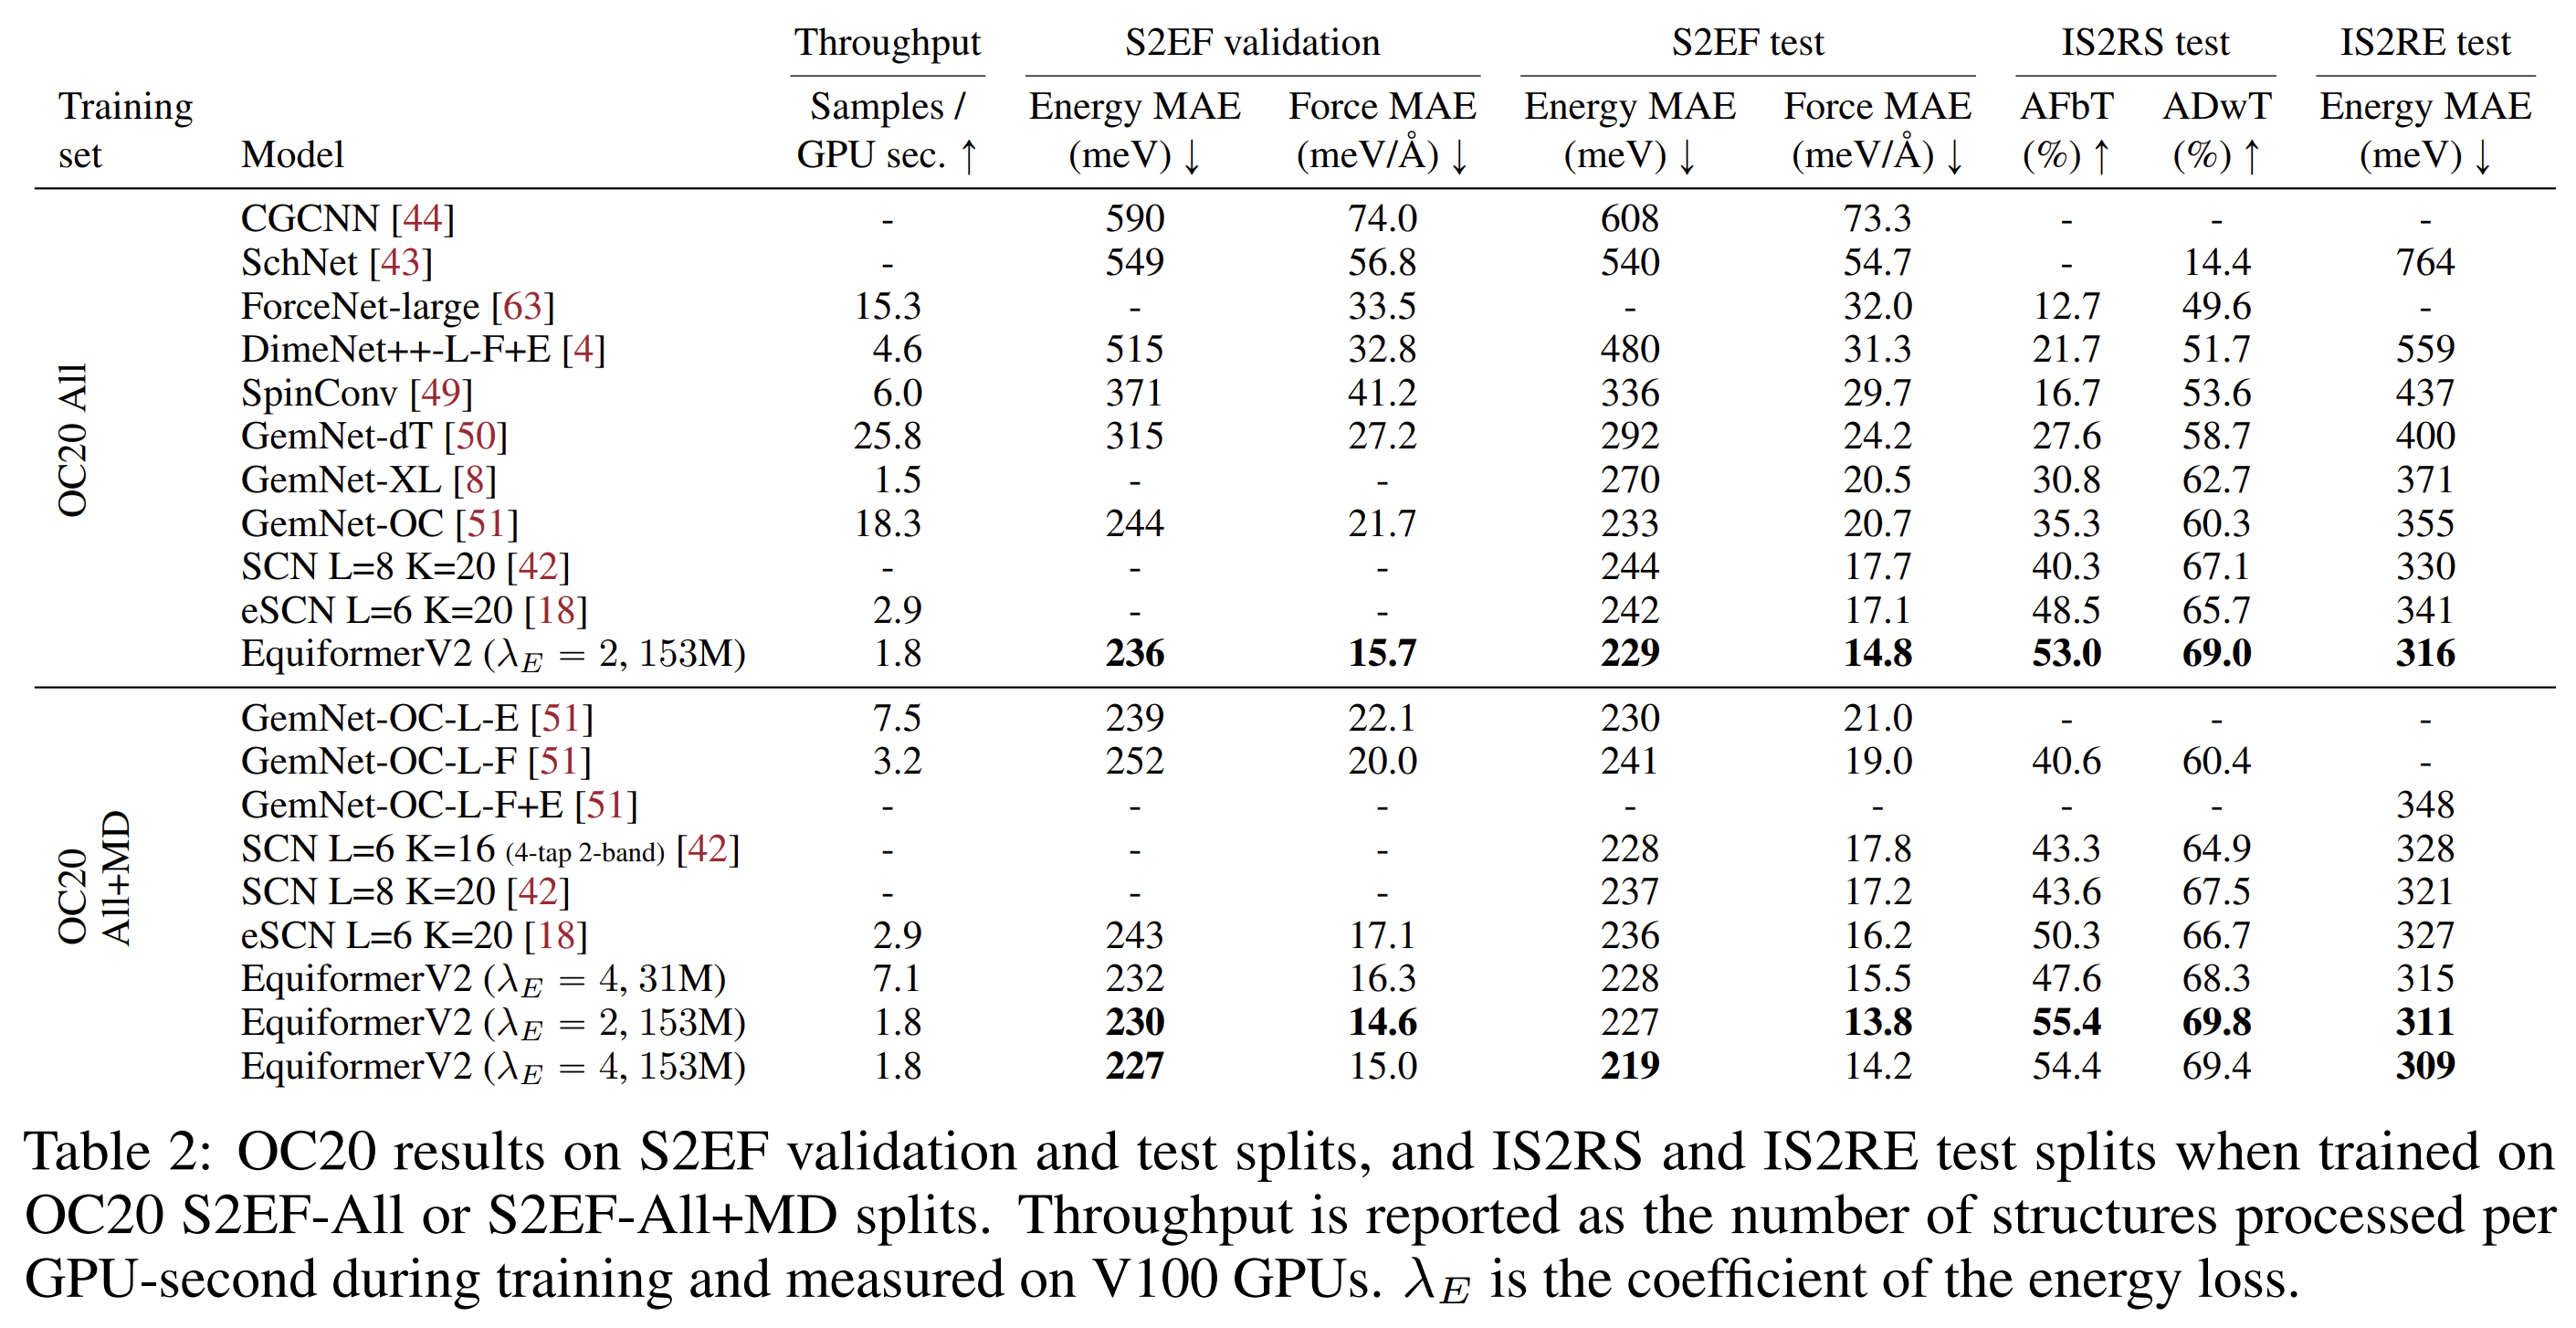 Throughput S2EF validation S2EF test IS2RS test IS2RE test
Training Samples / Energy MAE Force MAE Energy MAE Force MAE AFbT ADwT Energy MAE
set Model GPU sec. ↑ (meV) ↓ (meV/Å) ↓ (meV) ↓ (meV/Å) ↓ (%) ↑ (%) ↑ (meV) ↓
OC20 All
CGCNN [44] - 590 74.0 608 73.3 - - -
SchNet [43] - 549 56.8 540 54.7 - 14.4 764
ForceNet-large [63] 15.3 - 33.5 - 32.0 12.7 49.6 -
DimeNet++-L-F+E [4] 4.6 515 32.8 480 31.3 21.7 51.7 559
SpinConv [49] 6.0 371 41.2 336 29.7 16.7 53.6 437
GemNet-dT [50] 25.8 315 27.2 292 24.2 27.6 58.7 400
GemNet-XL [8] 1.5 - - 270 20.5 30.8 62.7 371
GemNet-OC [51] 18.3 244 21.7 233 20.7 35.3 60.3 355
SCN L=8 K=20 [42] - - - 244 17.7 40.3 67.1 330
eSCN L=6 K=20 [18] 2.9 - - 242 17.1 48.5 65.7 341
EquiformerV2 (λE = 2, 153M) 1.8 236 15.7 229 14.8 53.0 69.0 316
OC20
All+MD
GemNet-OC-L-E [51] 7.5 239 22.1 230 21.0 - - -
GemNet-OC-L-F [51] 3.2 252 20.0 241 19.0 40.6 60.4 -
GemNet-OC-L-F+E [51] - - - - - - - 348
SCN L=6 K=16 (4-tap 2-band) [42] - - - 228 17.8 43.3 64.9 328
SCN L=8 K=20 [42] - - - 237 17.2 43.6 67.5 321
eSCN L=6 K=20 [18] 2.9 243 17.1 236 16.2 50.3 66.7 327
EquiformerV2 (λE = 4, 31M) 7.1 232 16.3 228 15.5 47.6 68.3 315
EquiformerV2 (λE = 2, 153M) 1.8 230 14.6 227 13.8 55.4 69.8 311
EquiformerV2 (λE = 4, 153M) 1.8 227 15.0 219 14.2 54.4 69.4 309
Table 2: OC20 results on S2EF validation and test splits, and IS2RS and IS2RE test splits when trained on
OC20 S2EF-All or S2EF-All+MD splits. Throughput is reported as the number of structures processed per
GPU-second during training and measured on V100 GPUs. λE is the coefficient of the energy loss.